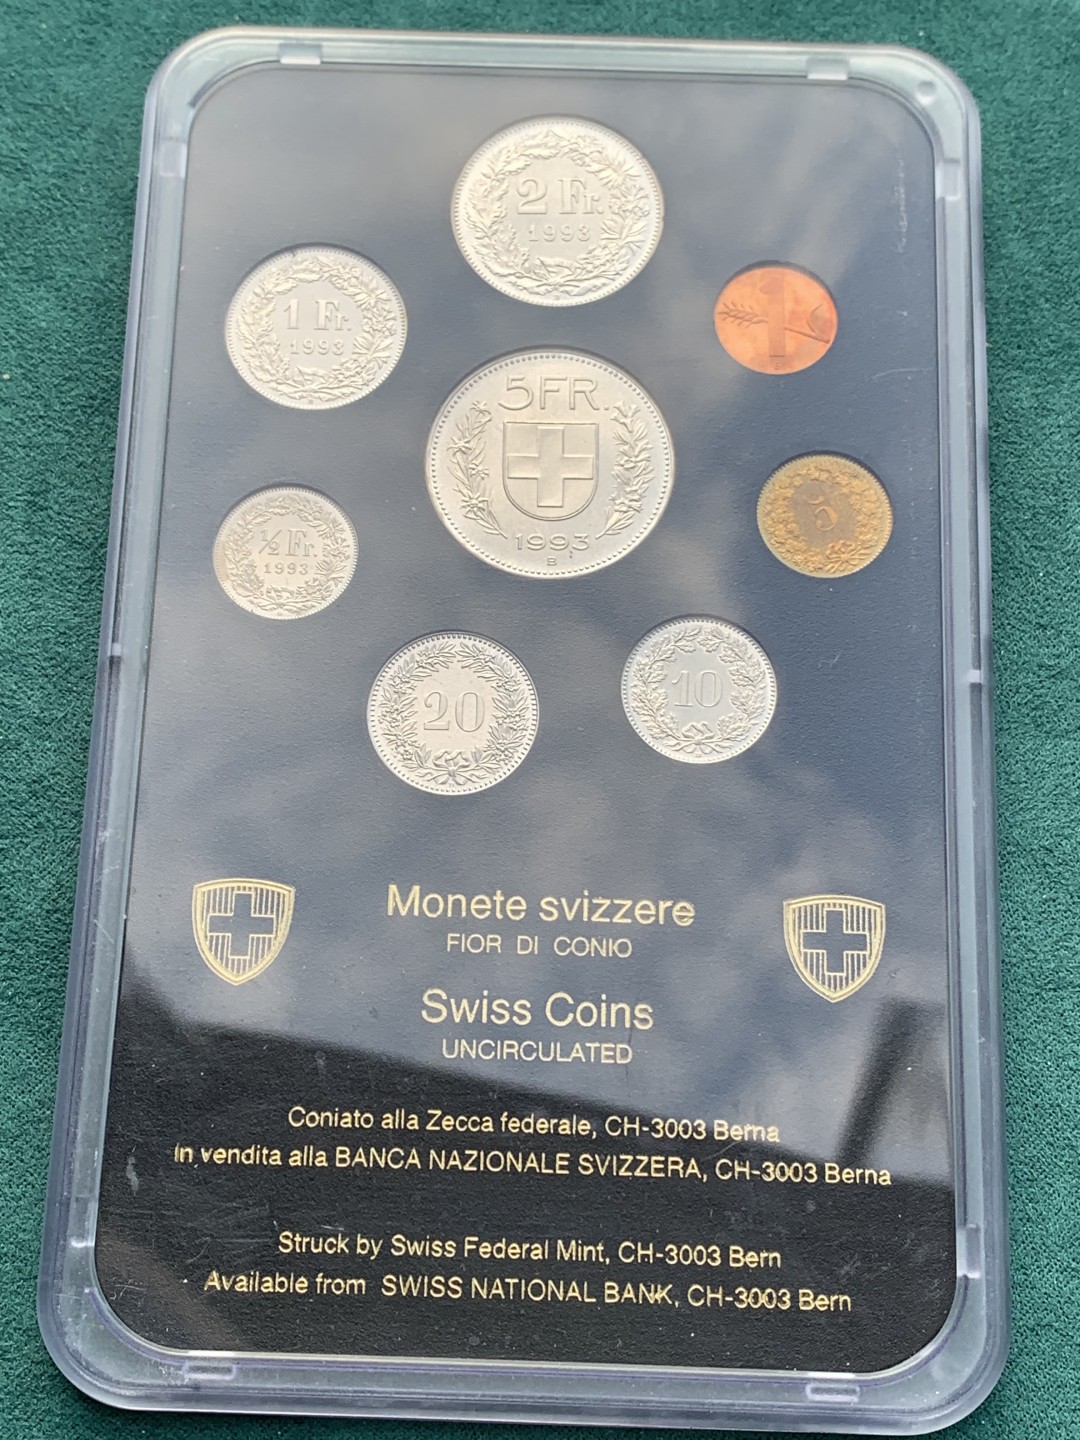 2 Fr.
1993
B
1 Fr.
1993
B
1
B
5 FR.
1993
B
5
½ Fr.
1993
20
B
10
Monete svizzere
FIOR DI CONIO
Swiss Coins
UNCIRCULATED
Coniato alla Zecca federale, CH-3003 Berna
In vendita alla BANCA NAZIONALE SVIZZERA, CH-3003 Berna
Struck by Swiss Federal Mint, CH-3003 Bern
Available from SWISS NATIONAL BANK, CH-3003 Bern